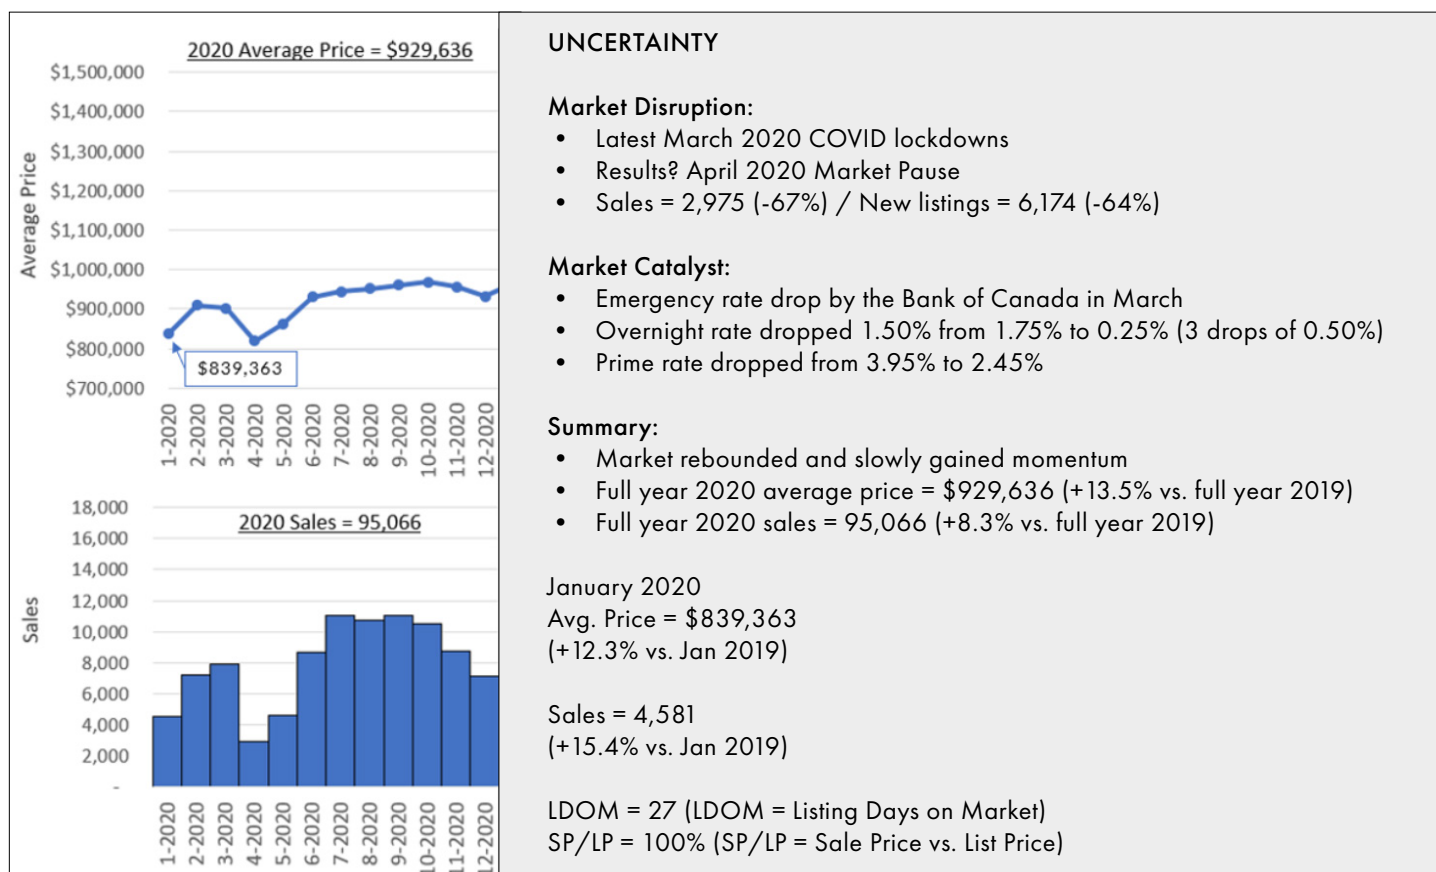 2020 Average Price = $929,636
$1,500,000
$1,400,000
$1,300,000
$1,200,000
$1,100,000
$1,000,000
$900,000
$800,000
$700,000
Average Price
$839,363
1-2020
2-2020
3-2020
4-2020
5-2020
6-2020
7-2020
8-2020
9-2020
10-2020
11-2020
12-2020
2020 Sales = 95,066
18,000
16,000
14,000
12,000
10,000
8,000
6,000
4,000
2,000
-
Sales
1-2020
2-2020
3-2020
4-2020
5-2020
6-2020
7-2020
8-2020
9-2020
10-2020
11-2020
12-2020
UNCERTAINTY
Market Disruption:
• Latest March 2020 COVID lockdowns
• Results? April 2020 Market Pause
• Sales = 2,975 (-67%) / New listings = 6,174 (-64%)
Market Catalyst:
• Emergency rate drop by the Bank of Canada in March
• Overnight rate dropped 1.50% from 1.75% to 0.25% (3 drops of 0.50%)
• Prime rate dropped from 3.95% to 2.45%
Summary:
• Market rebounded and slowly gained momentum
• Full year 2020 average price = $929,636 (+13.5% vs. full year 2019)
• Full year 2020 sales = 95,066 (+8.3% vs. full year 2019)
January 2020
Avg. Price = $839,363
(+12.3% vs. Jan 2019)
Sales = 4,581
(+15.4% vs. Jan 2019)
LDOM = 27 (LDOM = Listing Days on Market)
SP/LP = 100% (SP/LP = Sale Price vs. List Price)